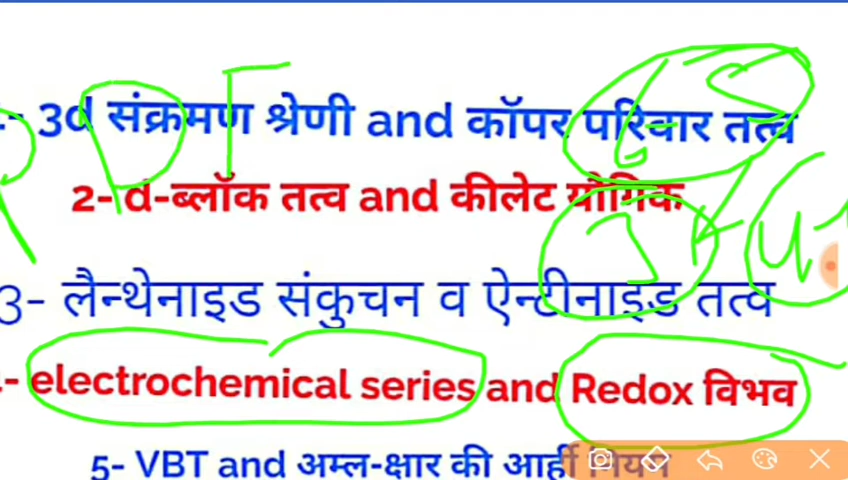 3d संक्रमण श्रेणी and कॉपर परिवार तत्व
2- d-ब्लॉक तत्व and कीलेट यौगिक
3- लैन्थेनाइड संकुचन व ऐन्टीनाइड तत्व
electrochemical series and Redox विभव
5- VBT and अम्ल-क्षार की आर्ही नियम